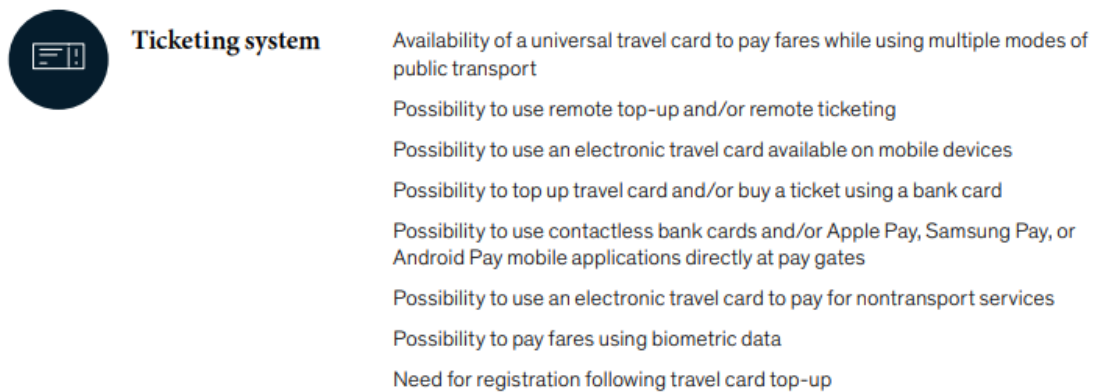 Ticketing system
Availability of a universal travel card to pay fares while using multiple modes of
public transport
Possibility to use remote top-up and/or remote ticketing
Possibility to use an electronic travel card available on mobile devices
Possibility to top up travel card and/or buy a ticket using a bank card
Possibility to use contactless bank cards and/or Apple Pay, Samsung Pay, or
Android Pay mobile applications directly at pay gates
Possibility to use an electronic travel card to pay for nontransport services
Possibility to pay fares using biometric data
Need for registration following travel card top-up